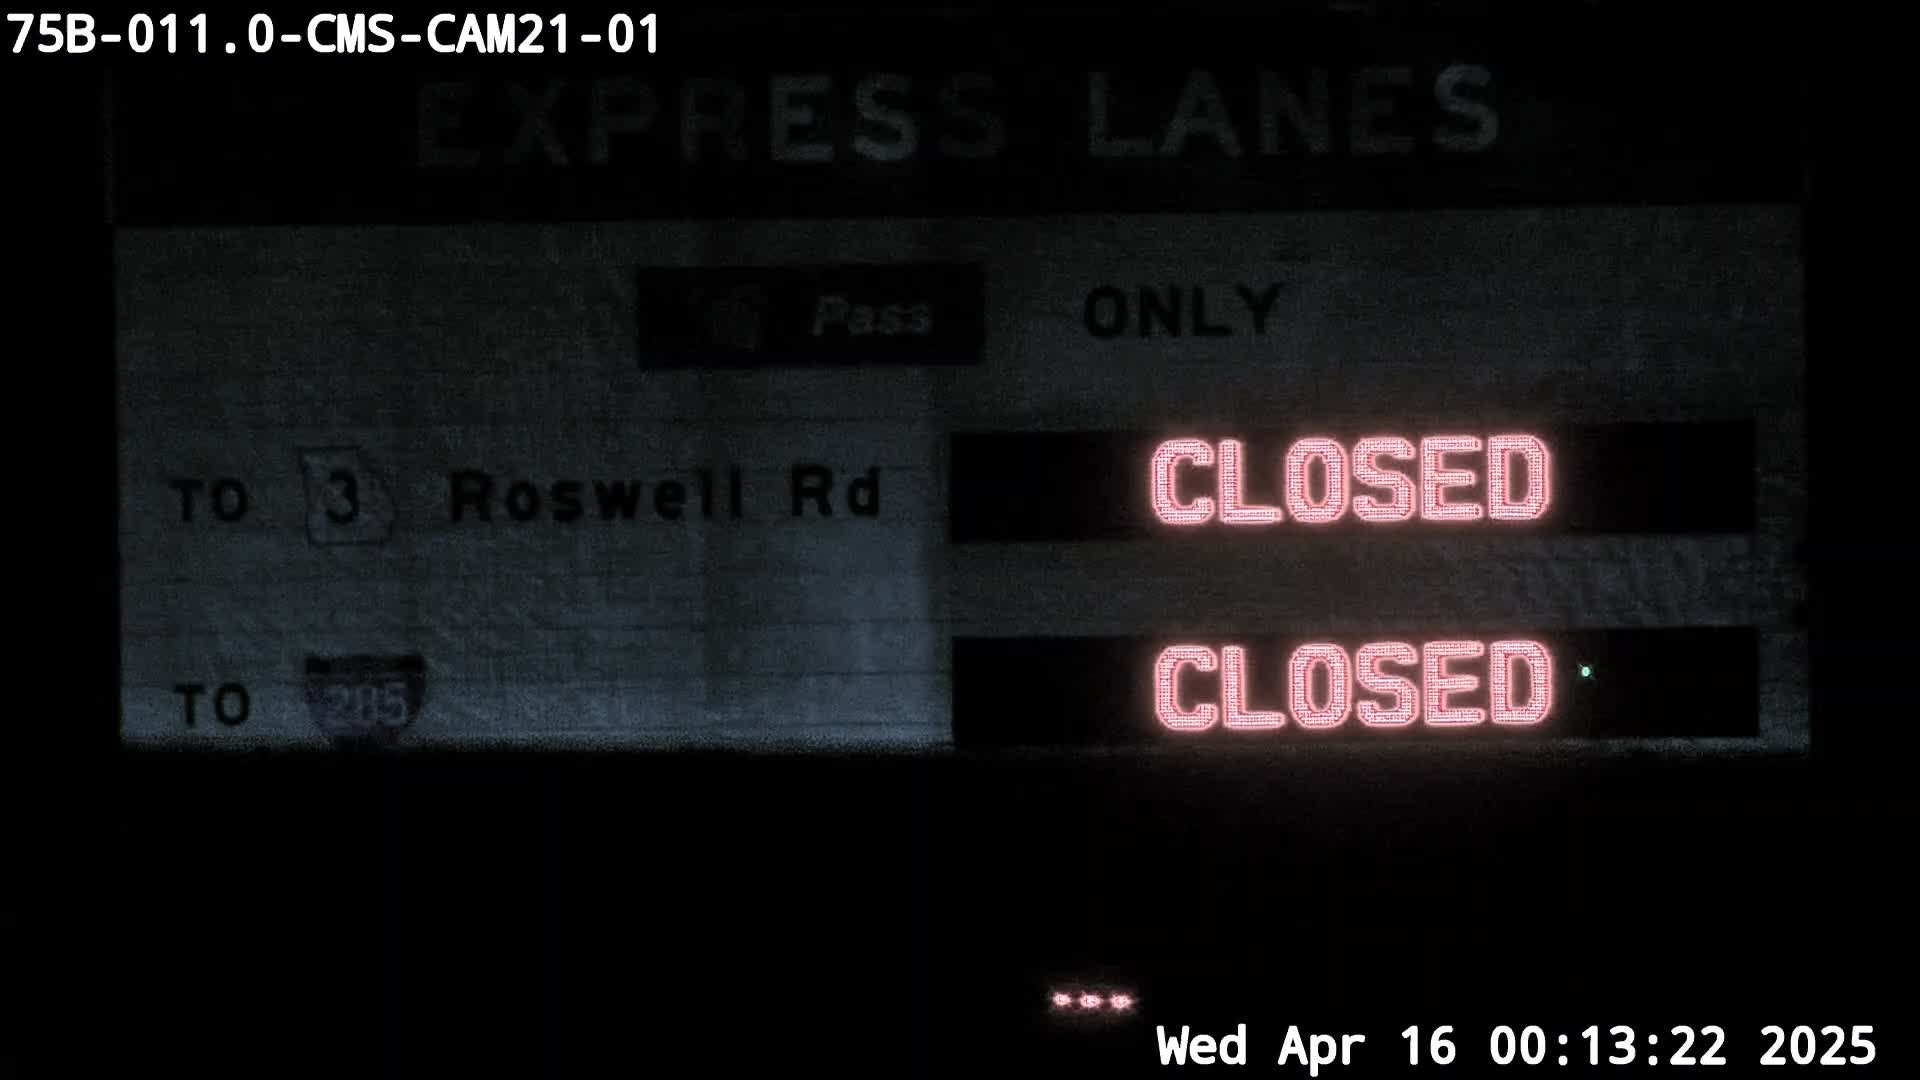 75B-011.0-CMS-CAM21-01
EXPRESS LANES
Pass ONLY
TO 3 Roswell Rd CLOSED
TO 285 CLOSED
Wed Apr 16 00:13:22 2025